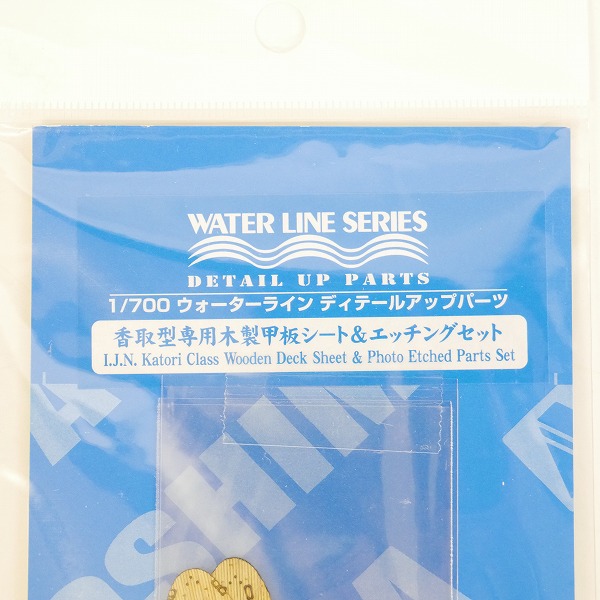 WATER LINE SERIES
DETAIL UP PARTS
1/700 ウォーターライン ディテールアップパーツ
香取型専用木製甲板シート&エッチングセット
I.J.N. Katori Class Wooden Deck Sheet & Photo Etched Parts Set